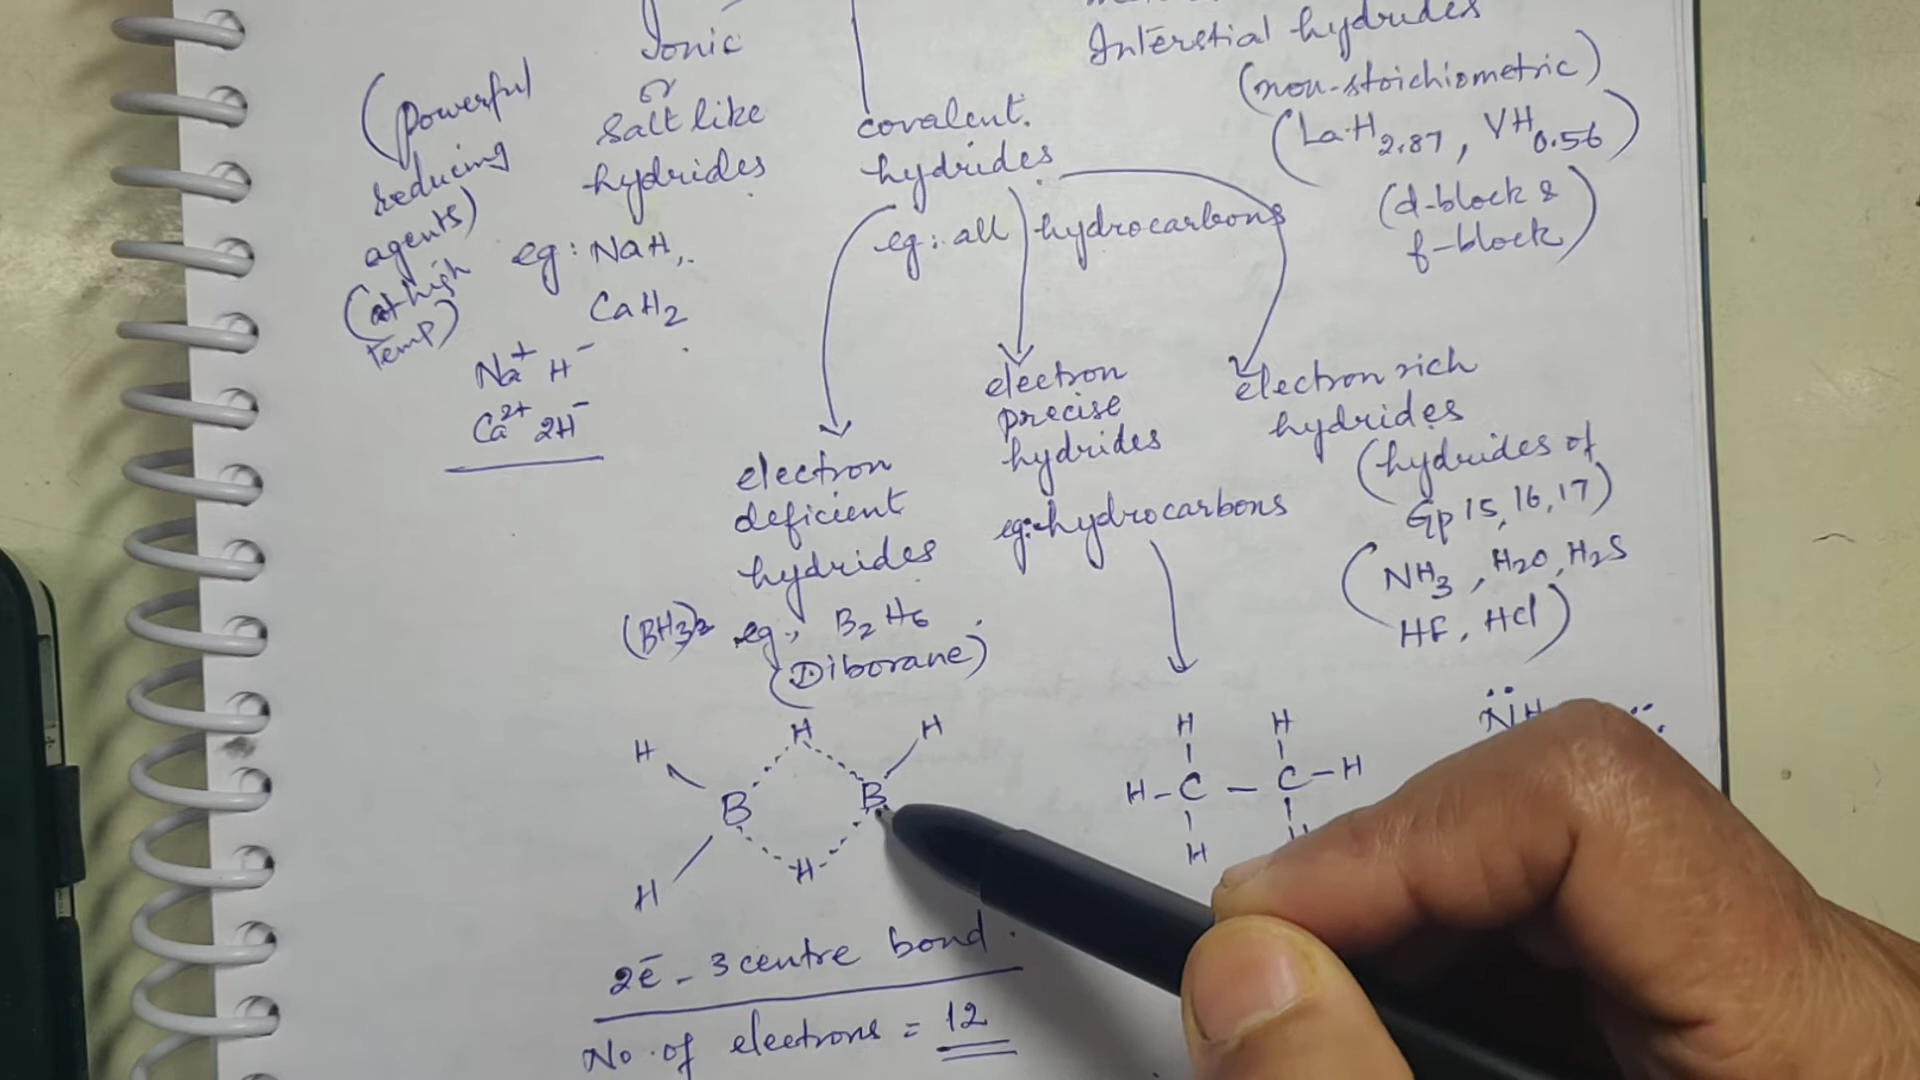 Interstial hydrides
(non-stoichiometric)
(LaH2.87, VH0.56)
(d-block &
f-block)
Ionic
or
Salt like
hydrides
(powerful
reducing
agents)
(at high
temp)
eg: NaH,
CaH2
Na+ H-
Ca2+ 2H-
covalent
hydrides
eg: all hydrocarbons
electron
deficient
hydrides
(BH3)2 eg., B2H6
(Diborane)
electron
precise
hydrides
eg: hydrocarbons
electron rich
hydrides
(hydrides of
Gp 15, 16, 17)
(NH3, H2O, H2S
HF, HCl)
H H H
B B
H H
2e- - 3 centre bond.
No. of electrons = 12
H H
H-C-C-H
H H
NH